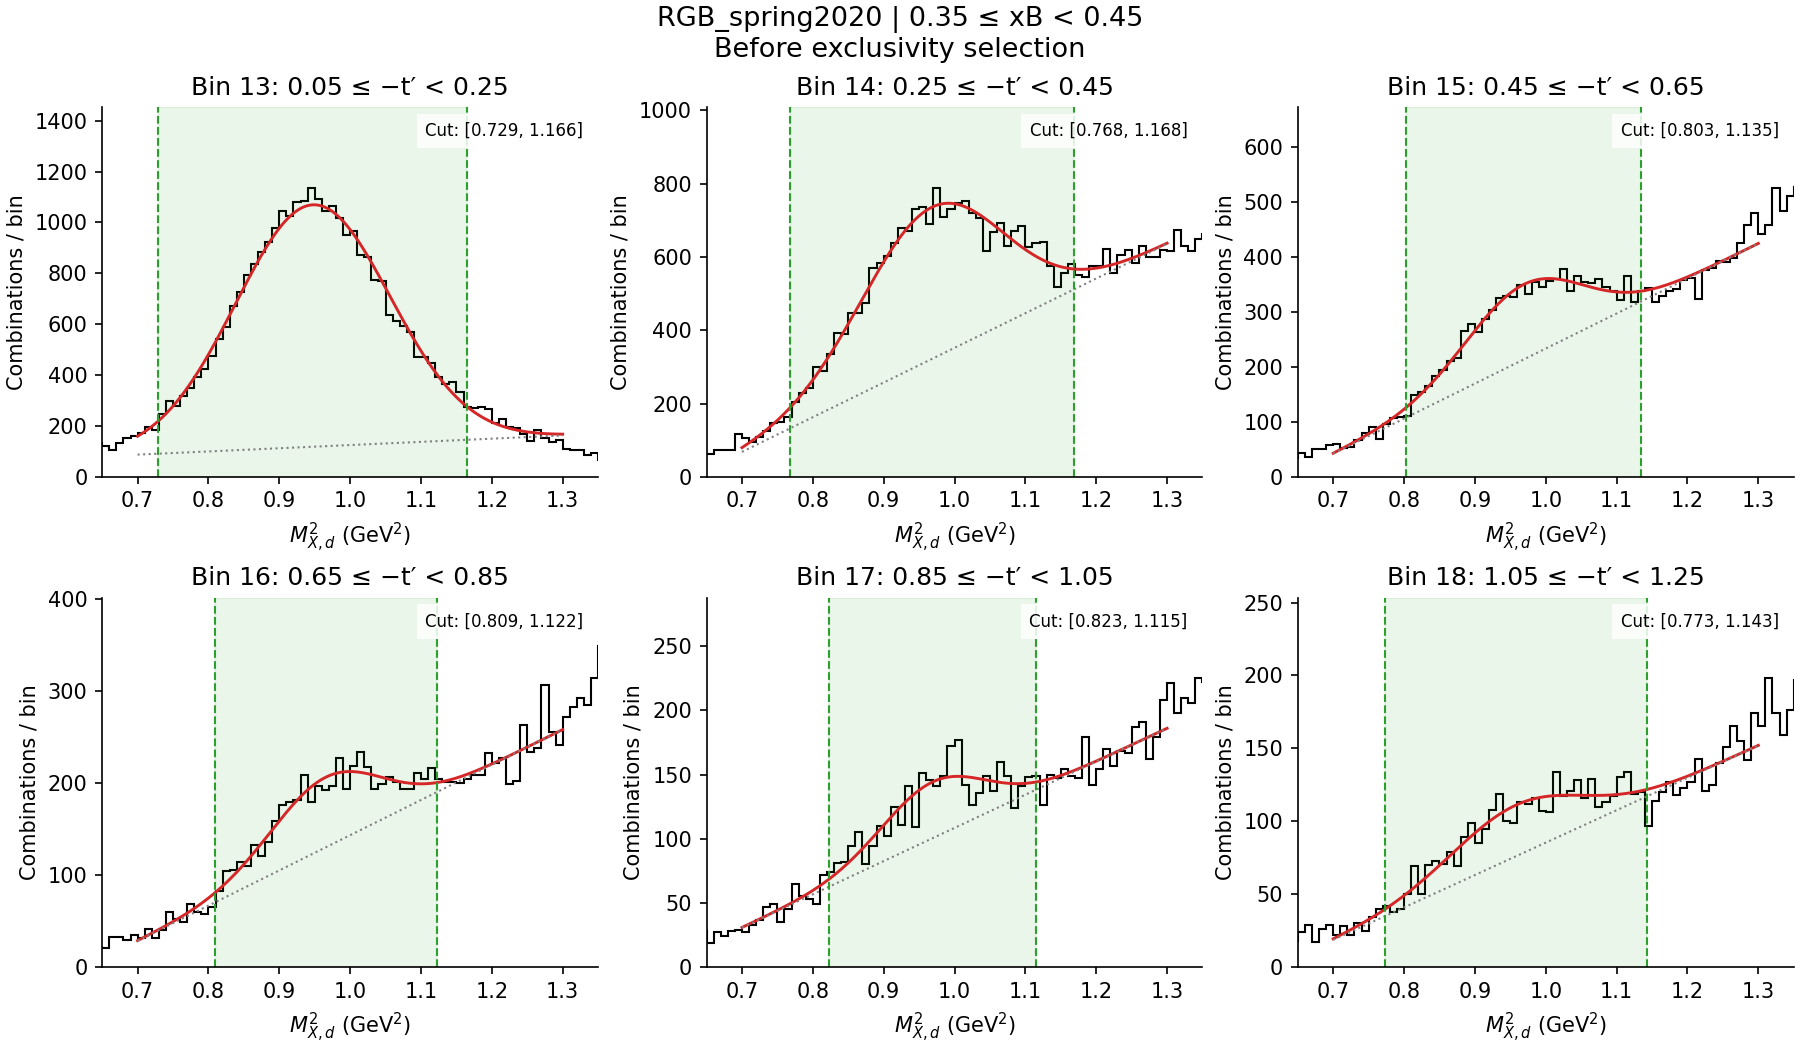 RGB_spring2020 | 0.35 ≤ xB < 0.45
Before exclusivity selection
Bin 13: 0.05 ≤ −t′ < 0.25
Cut: [0.729, 1.166]
Combinations / bin
1400
1200
1000
800
600
400
200
0
0.7 0.8 0.9 1.0 1.1 1.2 1.3
M²X,d (GeV²)
Bin 14: 0.25 ≤ −t′ < 0.45
Cut: [0.768, 1.168]
Combinations / bin
1000
800
600
400
200
0
0.7 0.8 0.9 1.0 1.1 1.2 1.3
M²X,d (GeV²)
Bin 15: 0.45 ≤ −t′ < 0.65
Cut: [0.803, 1.135]
Combinations / bin
600
500
400
300
200
100
0
0.7 0.8 0.9 1.0 1.1 1.2 1.3
M²X,d (GeV²)
Bin 16: 0.65 ≤ −t′ < 0.85
Cut: [0.809, 1.122]
Combinations / bin
400
300
200
100
0
0.7 0.8 0.9 1.0 1.1 1.2 1.3
M²X,d (GeV²)
Bin 17: 0.85 ≤ −t′ < 1.05
Cut: [0.823, 1.115]
Combinations / bin
250
200
150
100
50
0
0.7 0.8 0.9 1.0 1.1 1.2 1.3
M²X,d (GeV²)
Bin 18: 1.05 ≤ −t′ < 1.25
Cut: [0.773, 1.143]
Combinations / bin
250
200
150
100
50
0
0.7 0.8 0.9 1.0 1.1 1.2 1.3
M²X,d (GeV²)